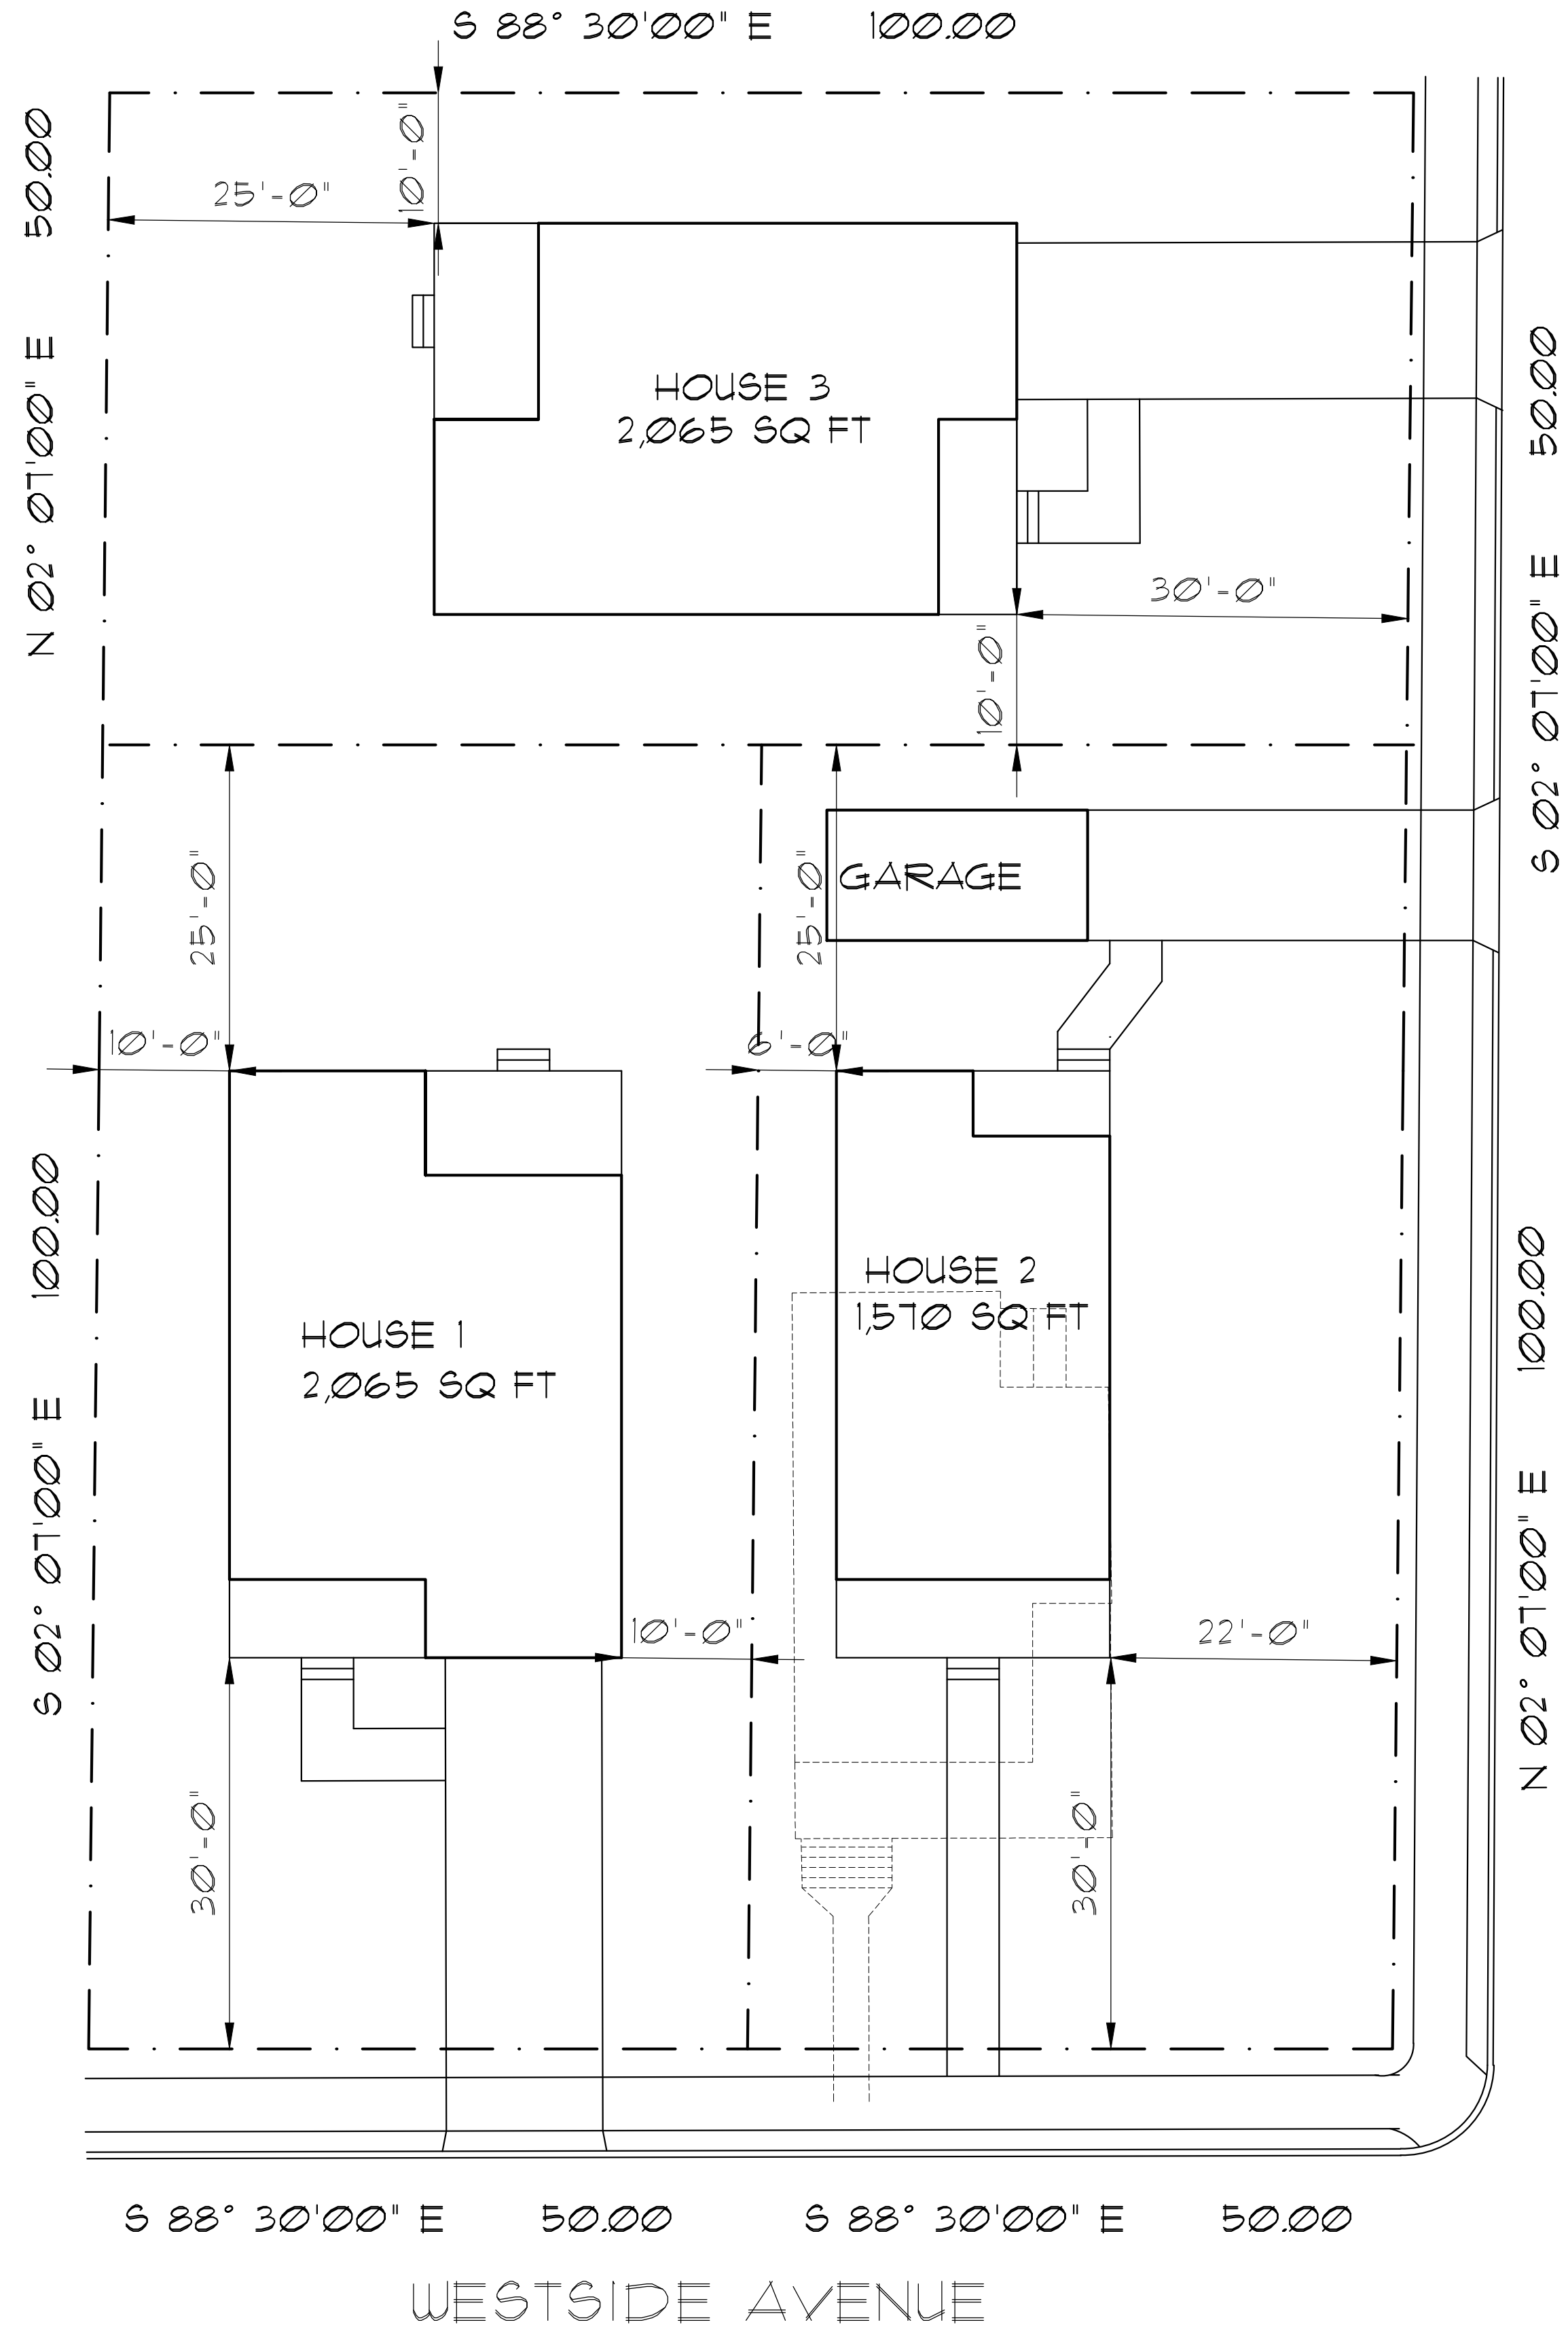 S 88° 30'00" E 100.00
50.00
N 02° 07'00" E
25'-0"
10'-0"
HOUSE 3
2,065 SQ FT
50.00
S 02° 07'00" E
30'-0"
10'-0"
25'-0"
25'-0"
GARAGE
10'-0"
6'-0"
100.00
S 02° 07'00" E
HOUSE 1
2,065 SQ FT
HOUSE 2
1,570 SQ FT
100.00
N 02° 07'00" E
10'-0"
22'-0"
30'-0"
30'-0"
S 88° 30'00" E 50.00
S 88° 30'00" E 50.00
WESTSIDE AVENUE